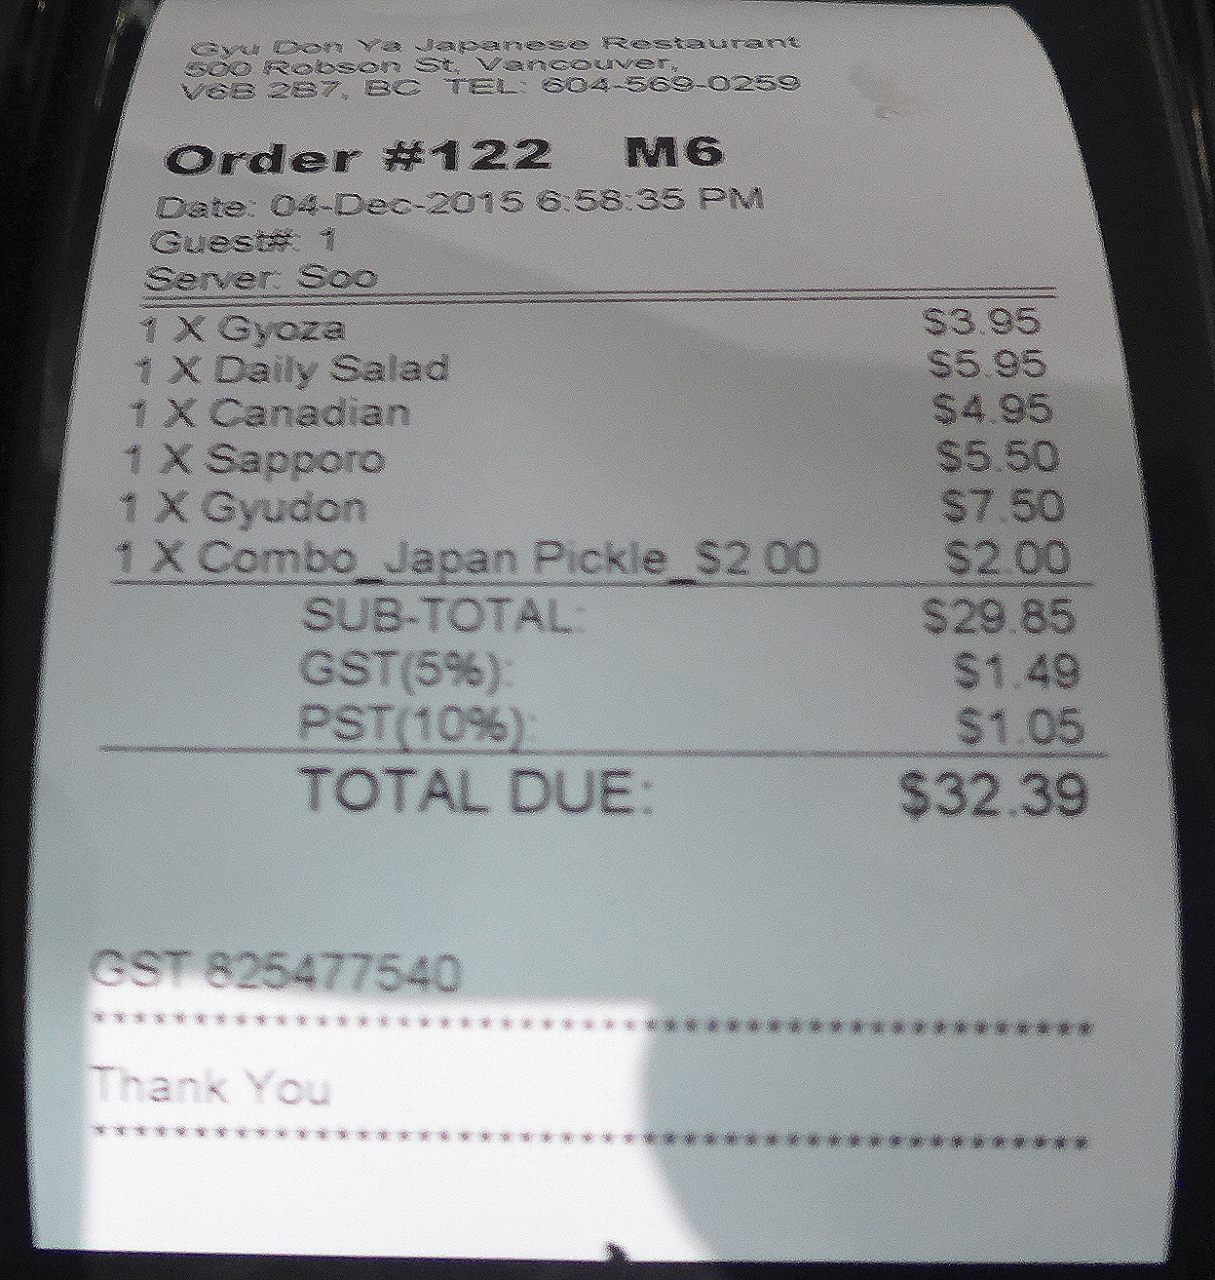 Gyu Don Ya Japanese Restaurant
500 Robson St, Vancouver,
V6B 2B7, BC TEL: 604-569-0259
Order #122 M6
Date: 04-Dec-2015 6:58:35 PM
Guest#: 1
Server: Soo
1 X Gyoza $3.95
1 X Daily Salad $5.95
1 X Canadian $4.95
1 X Sapporo $5.50
1 X Gyudon $7.50
1 X Combo_Japan Pickle_$2.00 $2.00
SUB-TOTAL: $29.85
GST(5%): $1.49
PST(10%): $1.05
TOTAL DUE: $32.39
GST 825477540
Thank You